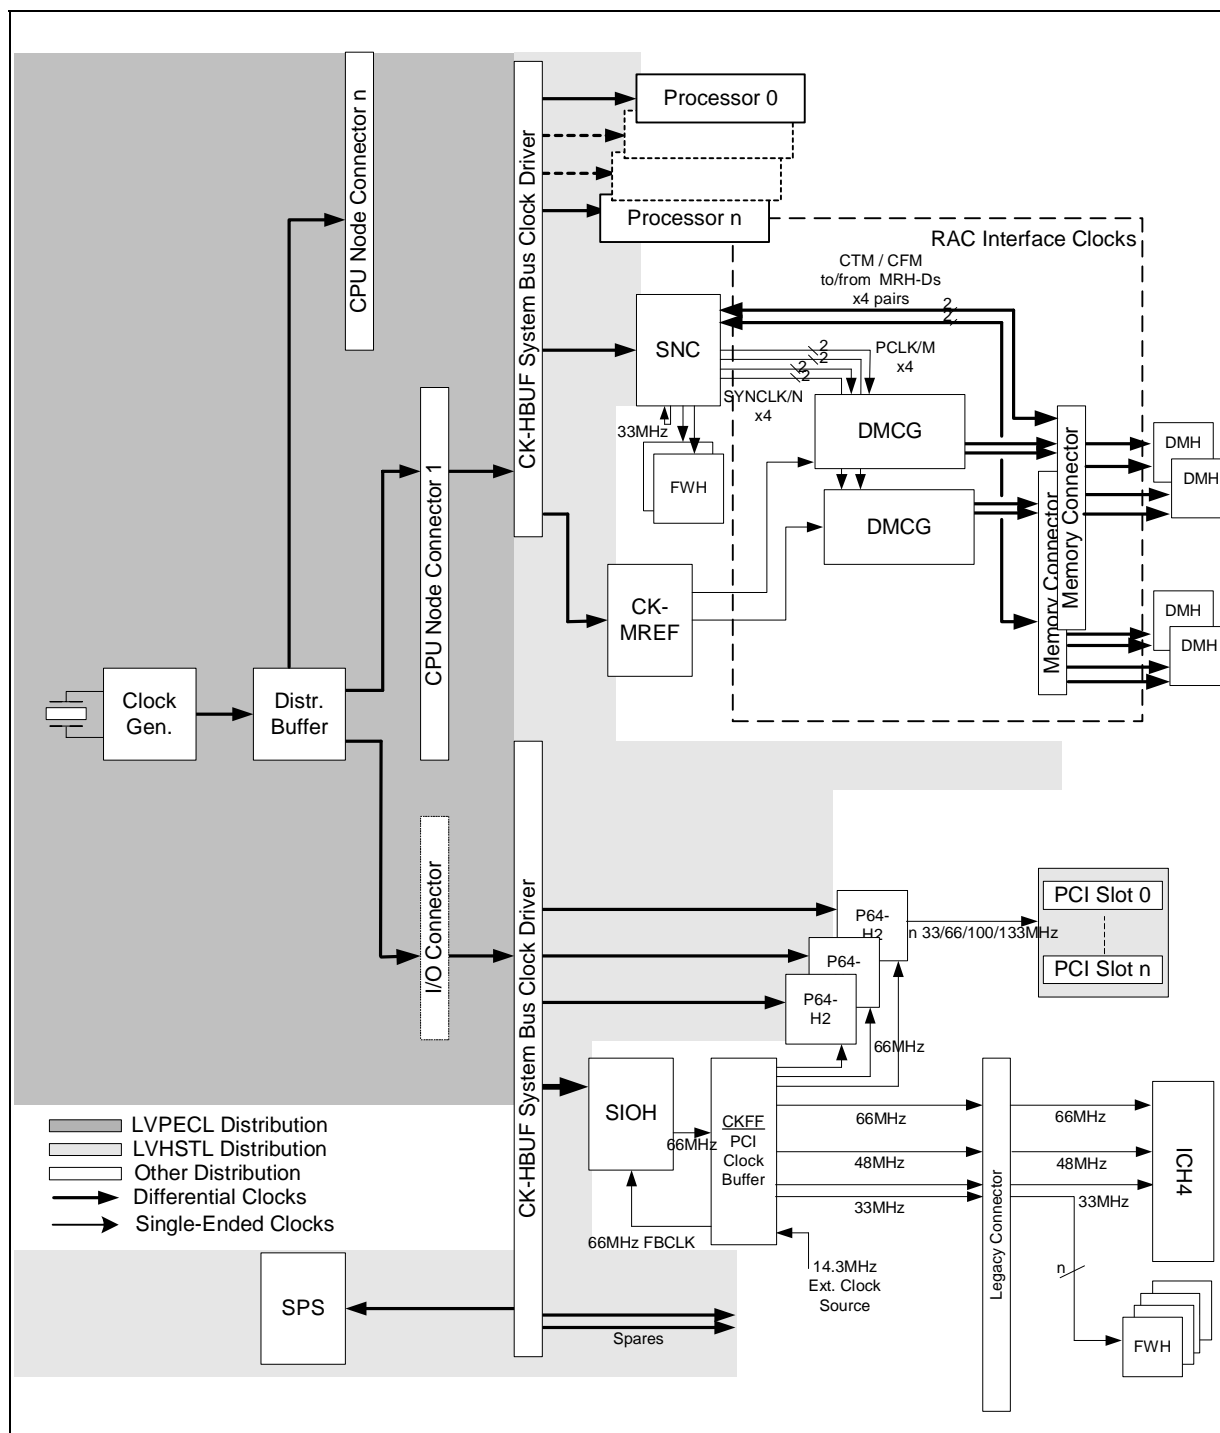 CPU Node Connector n
CK-HBUF System Bus Clock Driver
Processor 0
Processor n
RAC Interface Clocks
CTM / CFM
to/from MRH-Ds
x4 pairs
2
2
SNC
2
2
2
2
PCLK/M
x4
SYNCLK/N
x4
33MHz
FWH
DMCG
DMCG
Memory Connector
Memory Connector
DMH
DMH
DMH
DMH
CPU Node Connector 1
CK-
MREF
Clock
Gen.
Distr.
Buffer
I/O Connector
CK-HBUF System Bus Clock Driver
P64-
H2
P64-
P64-
H2
n 33/66/100/133MHz
PCI Slot 0
PCI Slot n
66MHz
SIOH
66MHz
CKFF
PCI
Clock
Buffer
66MHz
48MHz
33MHz
66MHz FBCLK
14.3MHz
Ext. Clock
Source
Legacy Connector
66MHz
48MHz
33MHz
ICH4
n
FWH
LVPECL Distribution
LVHSTL Distribution
Other Distribution
Differential Clocks
Single-Ended Clocks
SPS
Spares